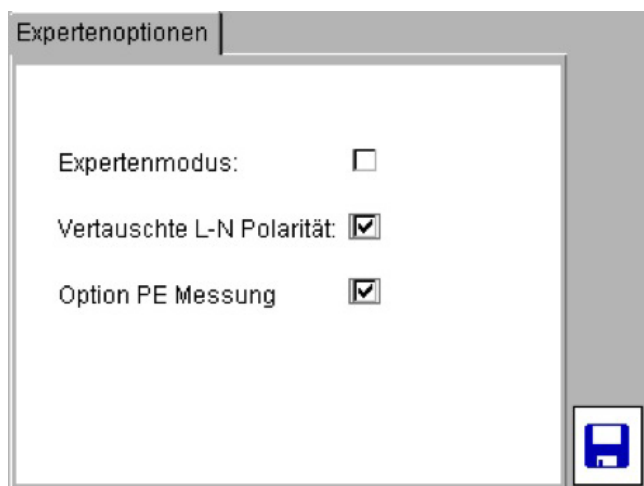 Expertenoptionen
Expertenmodus:
Vertauschte L-N Polarität:
Option PE Messung